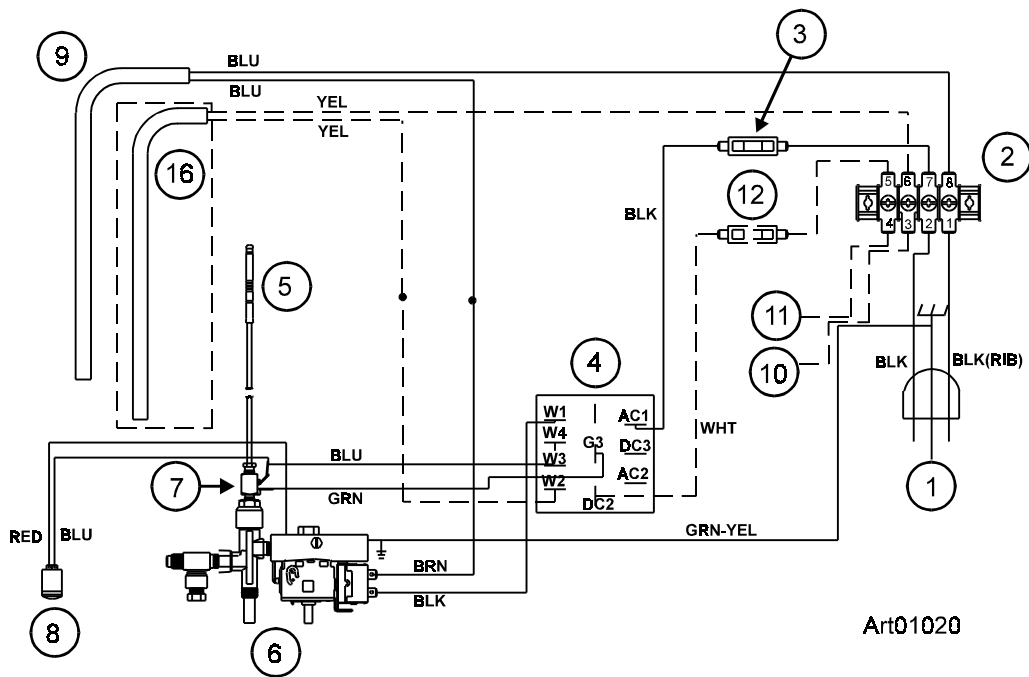 3
9
BLU
BLU
YEL
YEL
16
2
5 6 7 8
12
BLK
4 3 2 1
5
11
10
BLK
BLK(RIB)
4
W1
AC1
W4
G3
DC3
W3
AC2
W2
DC2
WHT
BLU
7
GRN
1
RED
BLU
GRN-YEL
BRN
BLK
8
6
Art01020